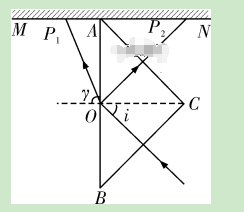 M P₁ A P₂ N
γ O i C
B